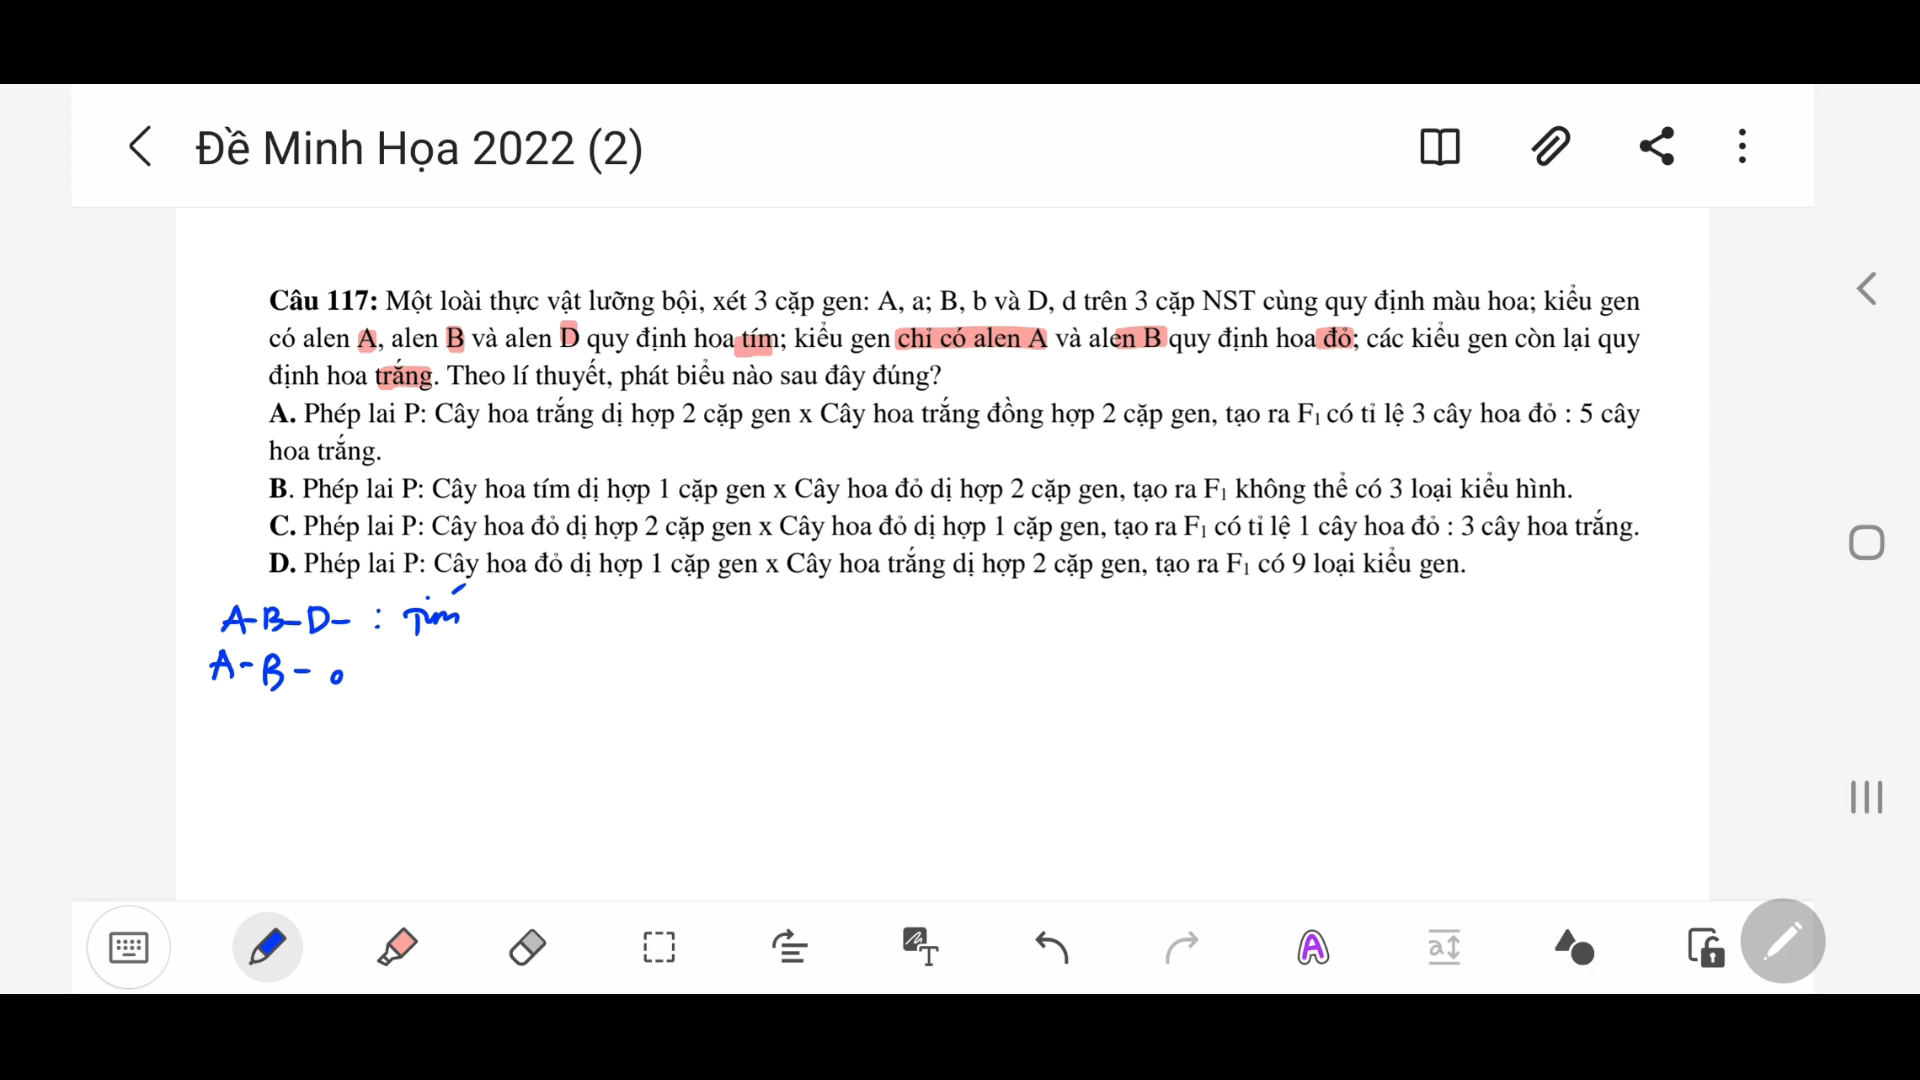 Đề Minh Họa 2022 (2)
Câu 117: Một loài thực vật lưỡng bội, xét 3 cặp gen: A, a; B, b và D, d trên 3 cặp NST cùng quy định màu hoa; kiểu gen
có alen A, alen B và alen D quy định hoa tím; kiểu gen chỉ có alen A và alen B quy định hoa đỏ; các kiểu gen còn lại quy
định hoa trắng. Theo lí thuyết, phát biểu nào sau đây đúng?
A. Phép lai P: Cây hoa trắng dị hợp 2 cặp gen x Cây hoa trắng đồng hợp 2 cặp gen, tạo ra F₁ có tỉ lệ 3 cây hoa đỏ : 5 cây
hoa trắng.
B. Phép lai P: Cây hoa tím dị hợp 1 cặp gen x Cây hoa đỏ dị hợp 2 cặp gen, tạo ra F₁ không thể có 3 loại kiểu hình.
C. Phép lai P: Cây hoa đỏ dị hợp 2 cặp gen x Cây hoa đỏ dị hợp 1 cặp gen, tạo ra F₁ có tỉ lệ 1 cây hoa đỏ : 3 cây hoa trắng.
D. Phép lai P: Cây hoa đỏ dị hợp 1 cặp gen x Cây hoa trắng dị hợp 2 cặp gen, tạo ra F₁ có 9 loại kiểu gen.
A-B-D- : Tím
A-B-